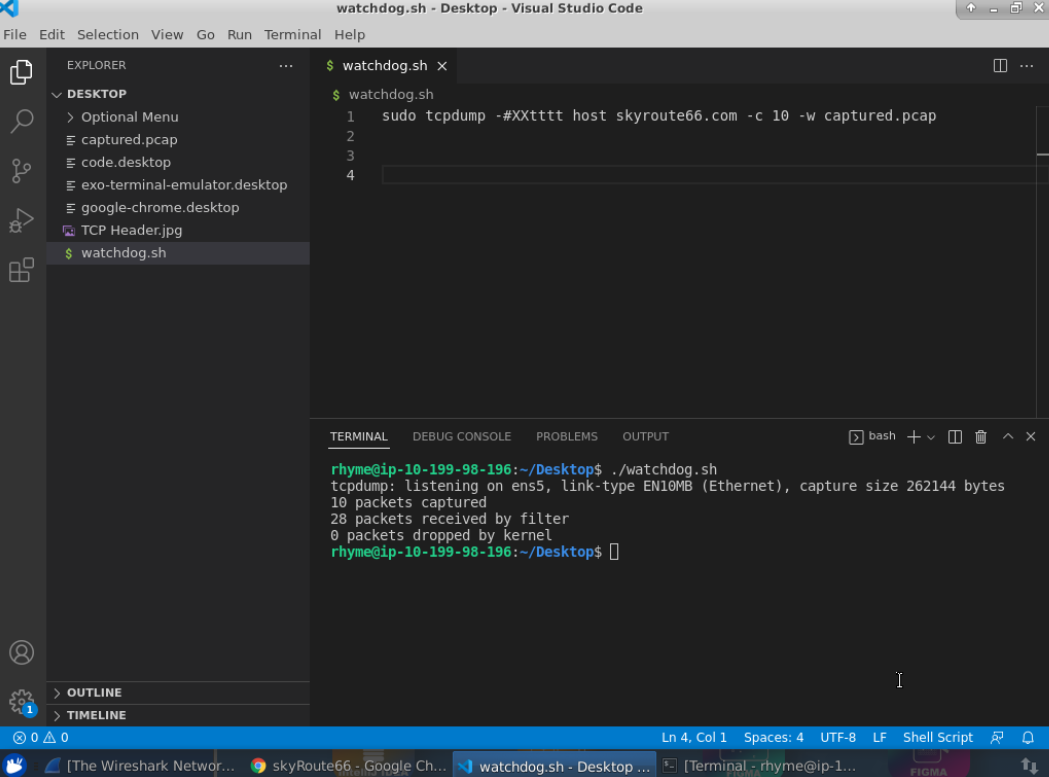 watchdog.sh - Desktop - Visual Studio Code
File Edit Selection View Go Run Terminal Help
EXPLORER
DESKTOP
Optional Menu
captured.pcap
code.desktop
exo-terminal-emulator.desktop
google-chrome.desktop
TCP Header.jpg
$ watchdog.sh
OUTLINE
TIMELINE
1
$ watchdog.sh
$ watchdog.sh
1 sudo tcpdump -#XXtttt host skyroute66.com -c 10 -w captured.pcap
2
3
4
TERMINAL DEBUG CONSOLE PROBLEMS OUTPUT bash
rhyme@ip-10-199-98-196:~/Desktop$ ./watchdog.sh
tcpdump: listening on ens5, link-type EN10MB (Ethernet), capture size 262144 bytes
10 packets captured
28 packets received by filter
0 packets dropped by kernel
rhyme@ip-10-199-98-196:~/Desktop$
0 0 Ln 4, Col 1 Spaces: 4 UTF-8 LF Shell Script
[The Wireshark Networ... skyRoute66 - Google Ch... watchdog.sh - Desktop ... [Terminal - rhyme@ip-1...
FIGMA FIGMA